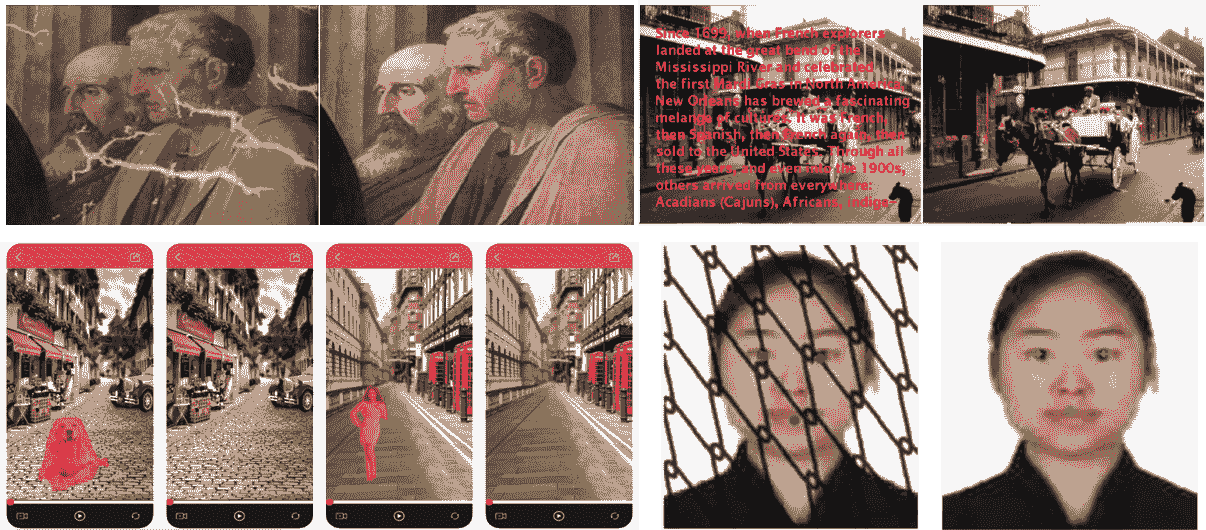 Since 1699, when French explorers
landed at the great bend of the
Mississippi River and celebrated
the first Mardi Gras in North America,
New Orleans has brewed a fascinating
melange of cultures. It was French,
then Spanish, then French again, then
sold to the United States. Through all
these years, and even into the 1900s,
others arrived from everywhere:
Acadians (Cajuns), Africans, indige-